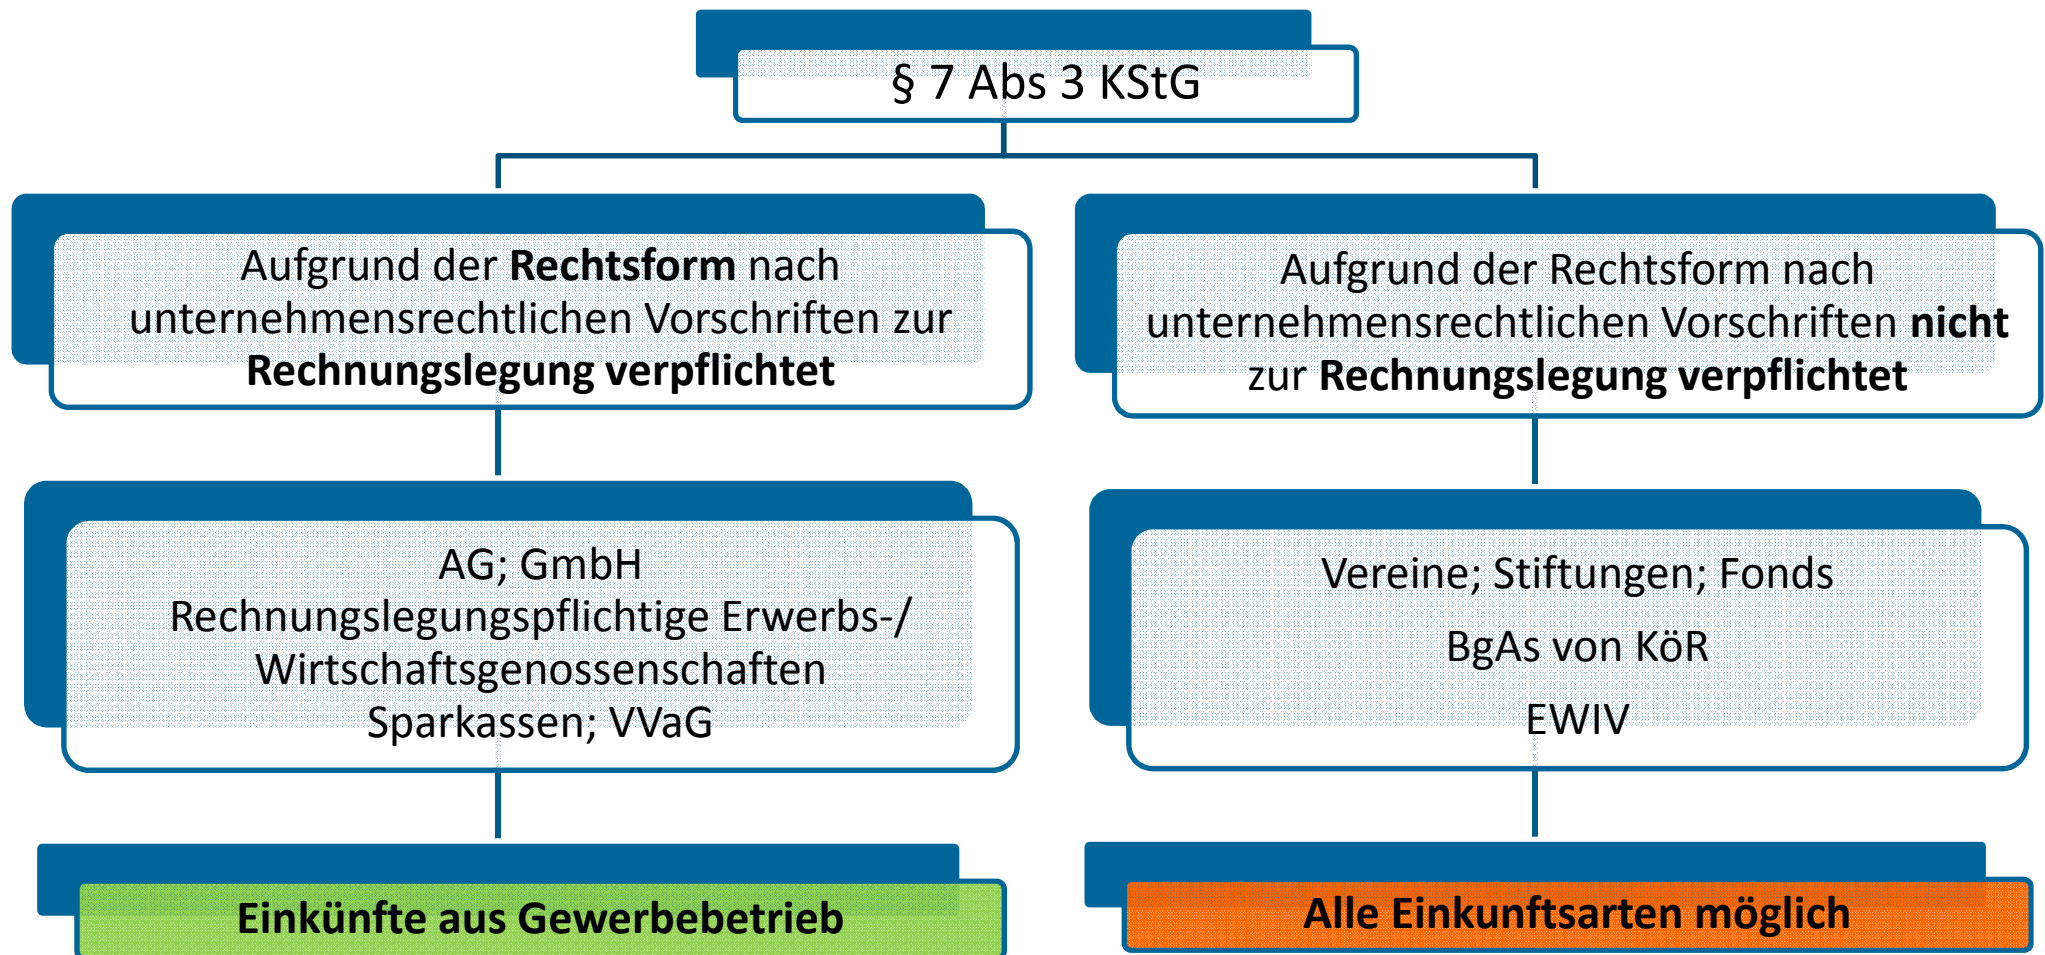 § 7 Abs 3 KStG
Aufgrund der Rechtsform nach
unternehmensrechtlichen Vorschriften zur
Rechnungslegung verpflichtet
Aufgrund der Rechtsform nach
unternehmensrechtlichen Vorschriften nicht
zur Rechnungslegung verpflichtet
AG; GmbH
Rechnungslegungspflichtige Erwerbs-/
Wirtschaftsgenossenschaften
Sparkassen; VVaG
Vereine; Stiftungen; Fonds
BgAs von KöR
EWIV
Einkünfte aus Gewerbebetrieb
Alle Einkunftsarten möglich